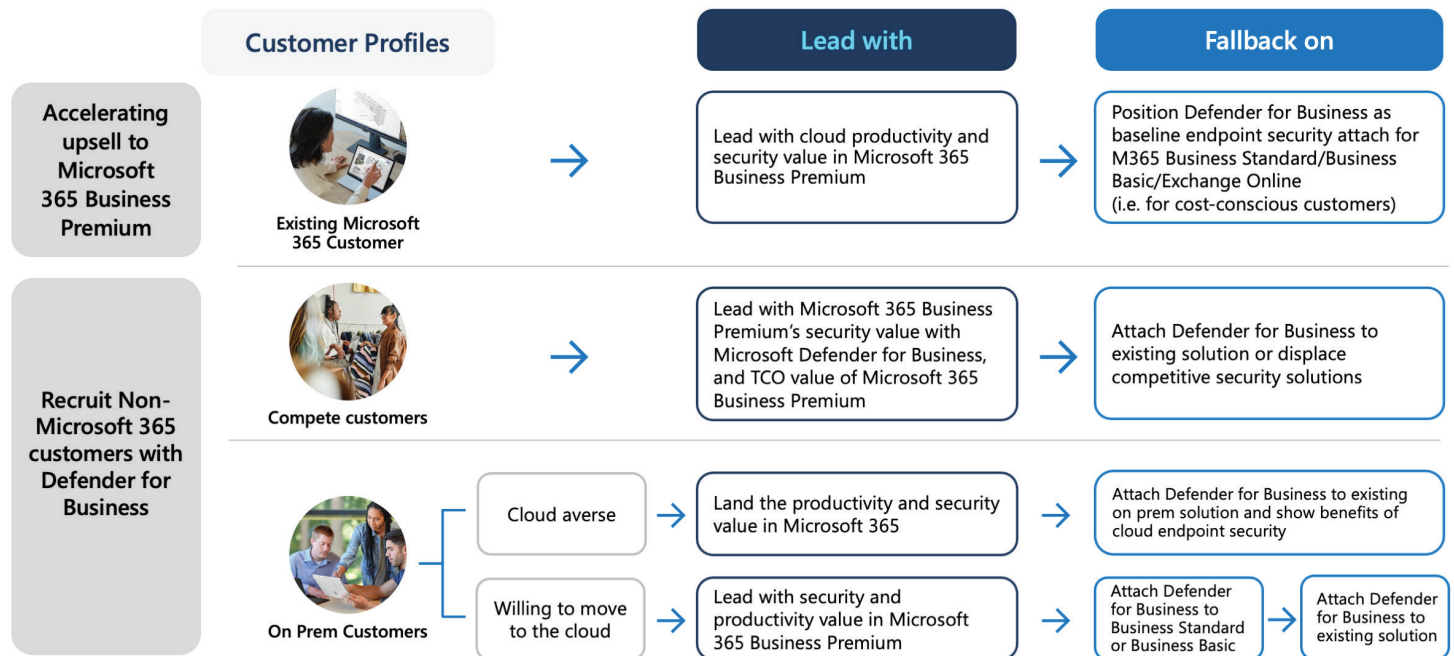 Customer Profiles
Lead with
Fallback on
Accelerating
upsell to
Microsoft
365 Business
Premium
Existing Microsoft
365 Customer
Lead with cloud productivity and
security value in Microsoft 365
Business Premium
Position Defender for Business as
baseline endpoint security attach for
M365 Business Standard/Business
Basic/Exchange Online
(i.e. for cost-conscious customers)
Recruit Non-
Microsoft 365
customers with
Defender for
Business
Compete customers
Lead with Microsoft 365 Business
Premium's security value with
Microsoft Defender for Business,
and TCO value of Microsoft 365
Business Premium
Attach Defender for Business to
existing solution or displace
competitive security solutions
On Prem Customers
Cloud averse
Land the productivity and security
value in Microsoft 365
Attach Defender for Business to existing
on prem solution and show benefits of
cloud endpoint security
Willing to move
to the cloud
Lead with security and
productivity value in Microsoft
365 Business Premium
Attach Defender
for Business to
Business Standard
or Business Basic
Attach Defender
for Business to
existing solution